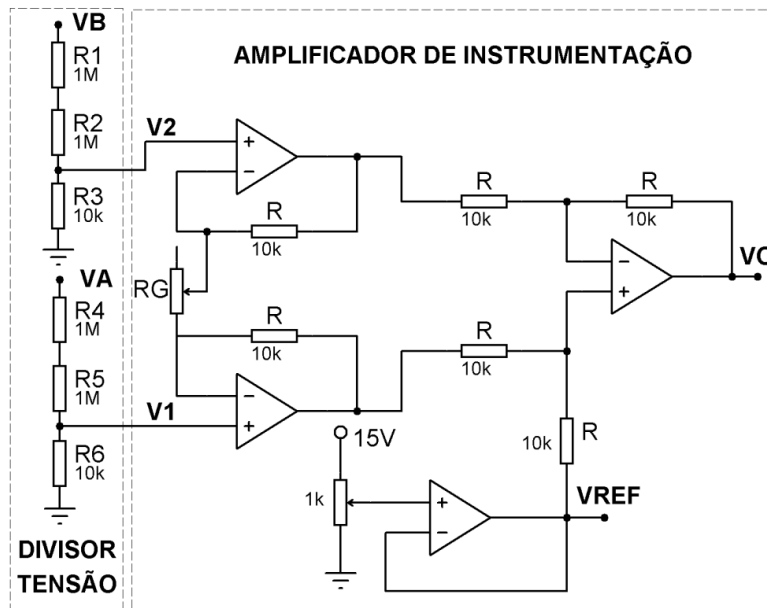 VB
R1
1M
R2
1M
R3
10k
VA
R4
1M
R5
1M
R6
10k
DIVISOR
TENSÃO
AMPLIFICADOR DE INSTRUMENTAÇÃO
V2
+
−
R
10k
RG
R
10k
−
+
V1
R
10k
R
10k
−
+
VO
R
10k
10k
R
15V
1k
+
−
VREF